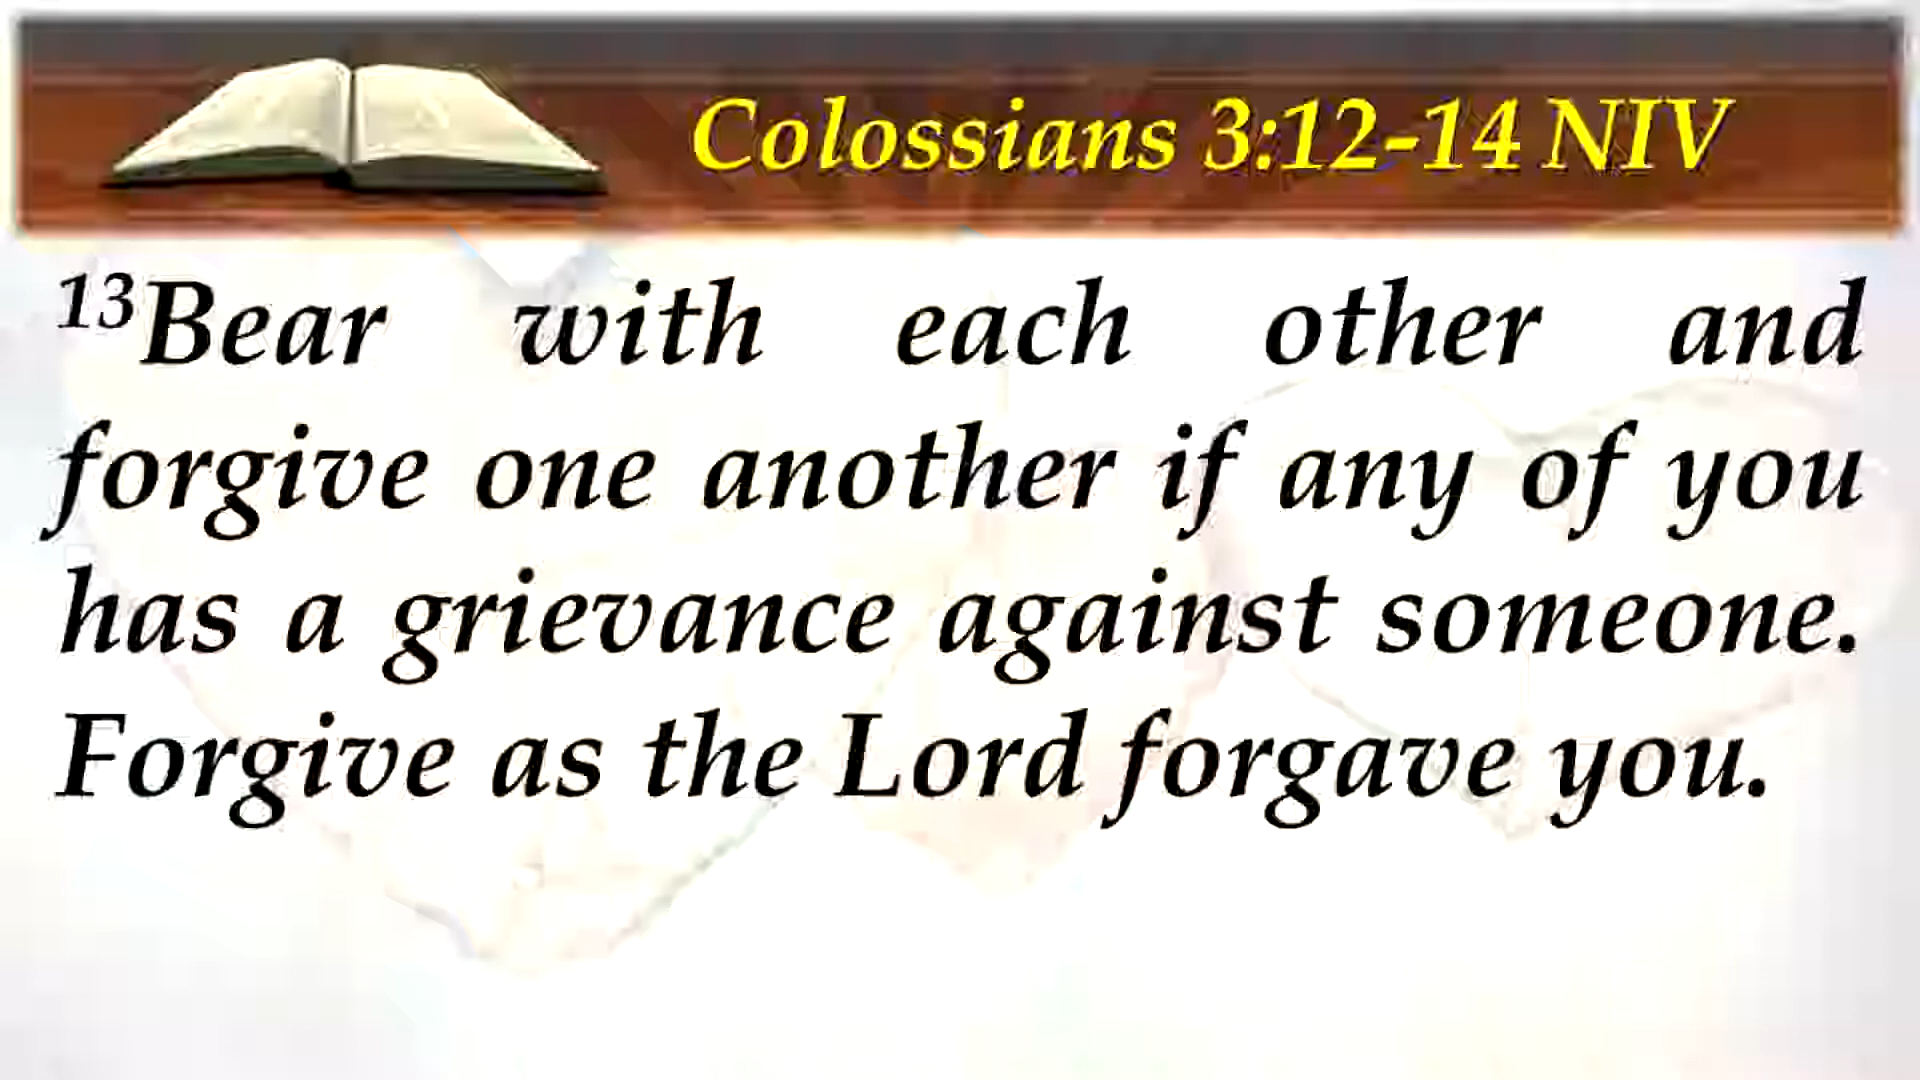 Colossians 3:12-14 NIV
13Bear with each other and
forgive one another if any of you
has a grievance against someone.
Forgive as the Lord forgave you.